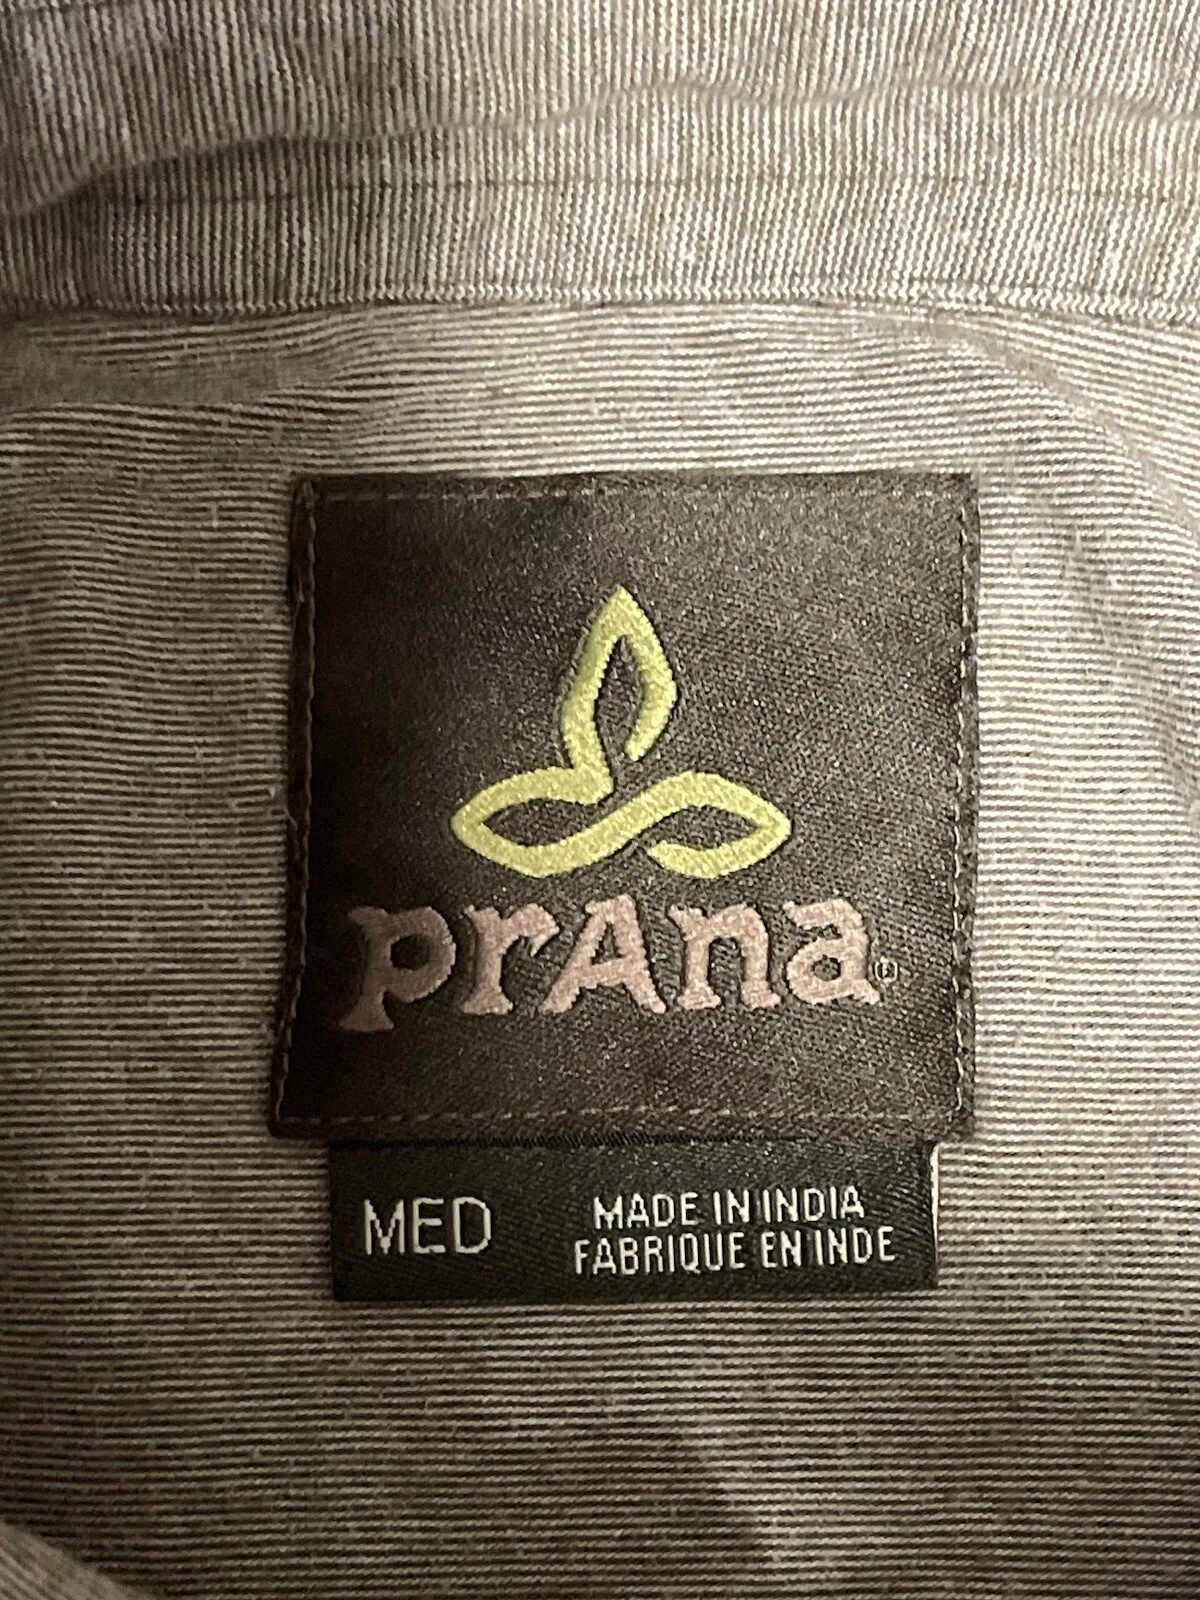 prAna®
MED
MADE IN INDIA
FABRIQUE EN INDE